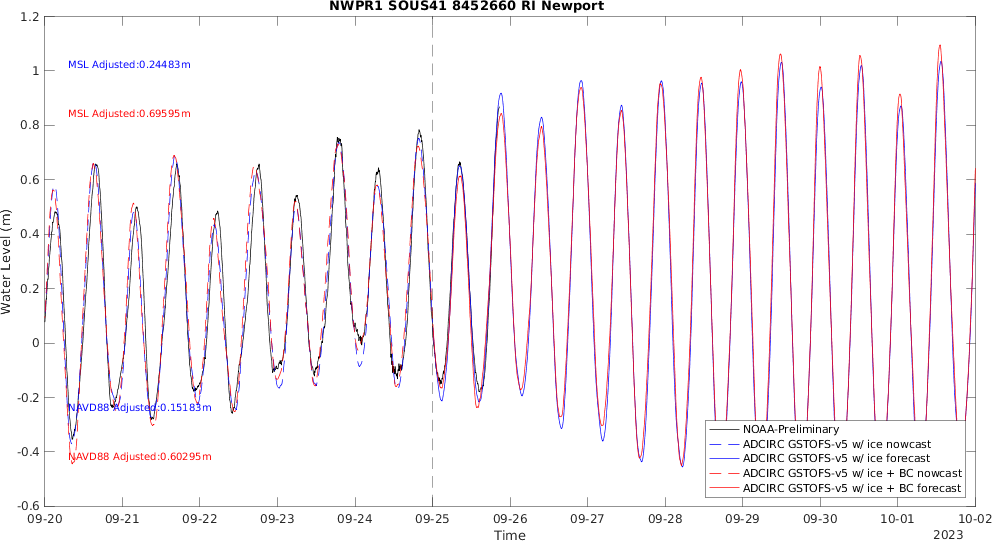 NWPR1 SOUS41 8452660 RI Newport
1.2
1
0.8
0.6
0.4
0.2
0
-0.2
-0.4
-0.6
Water Level (m)
MSL Adjusted:0.24483m
MSL Adjusted:0.69595m
NAVD88 Adjusted:0.15183m
NAVD88 Adjusted:0.60295m
NOAA-Preliminary
ADCIRC GSTOFS-v5 w/ ice nowcast
ADCIRC GSTOFS-v5 w/ ice forecast
ADCIRC GSTOFS-v5 w/ ice + BC nowcast
ADCIRC GSTOFS-v5 w/ ice + BC forecast
09-20 09-21 09-22 09-23 09-24 09-25 09-26 09-27 09-28 09-29 09-30 10-01 10-02
Time
2023